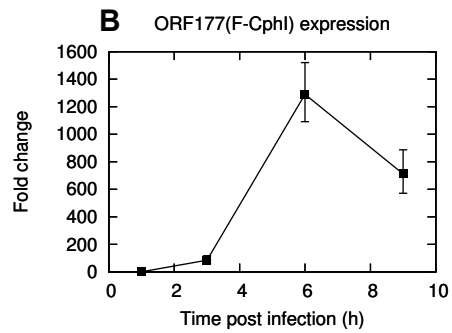 B ORF177(F-CphI) expression
1600
1400
1200
1000
800
600
400
200
0
Fold change
0 2 4 6 8 10
Time post infection (h)